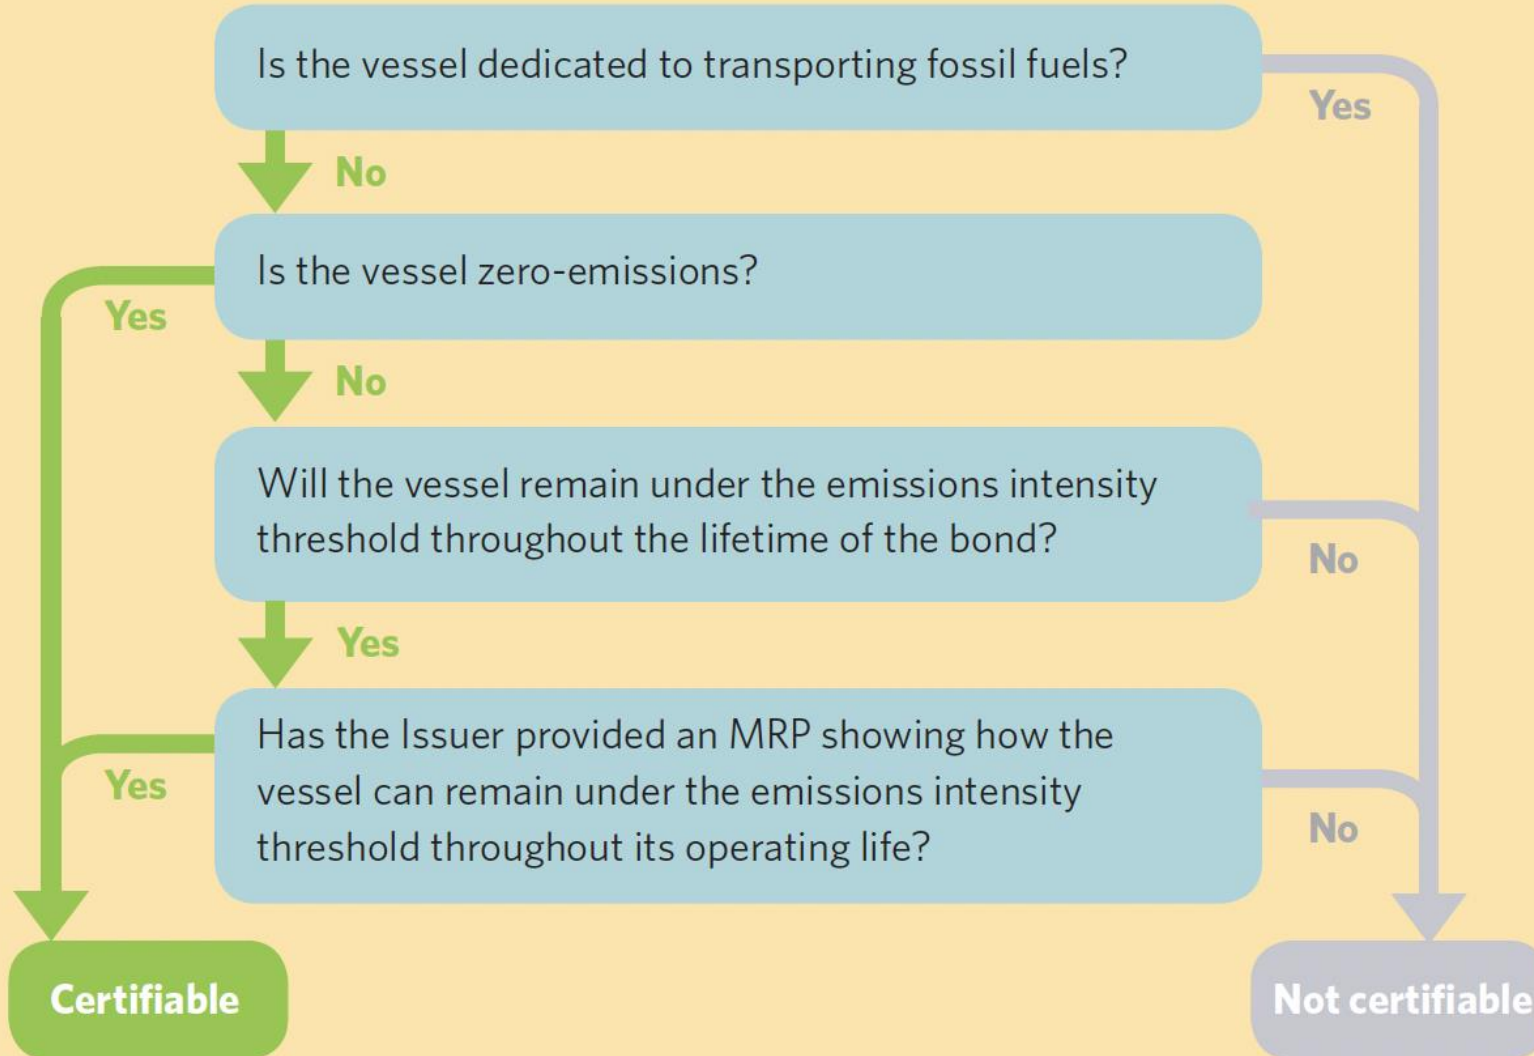 Is the vessel dedicated to transporting fossil fuels?
Yes
No
Is the vessel zero-emissions?
Yes
No
Will the vessel remain under the emissions intensity
threshold throughout the lifetime of the bond?
No
Yes
Has the Issuer provided an MRP showing how the
vessel can remain under the emissions intensity
threshold throughout its operating life?
Yes
No
Certifiable
Not certifiable